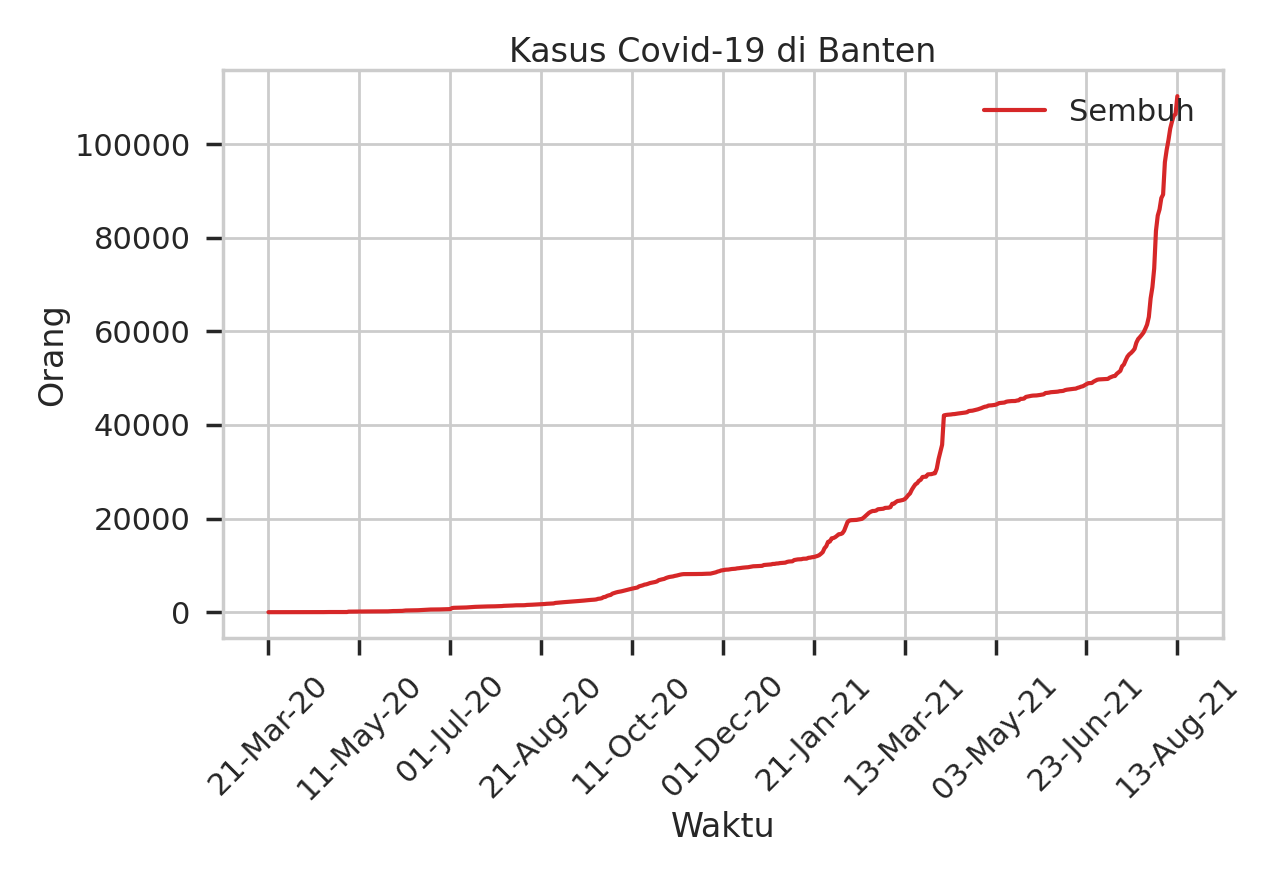 Kasus Covid-19 di Banten
Sembuh
Orang
100000
80000
60000
40000
20000
0
21-Mar-20
11-May-20
01-Jul-20
21-Aug-20
11-Oct-20
01-Dec-20
21-Jan-21
13-Mar-21
03-May-21
23-Jun-21
13-Aug-21
Waktu